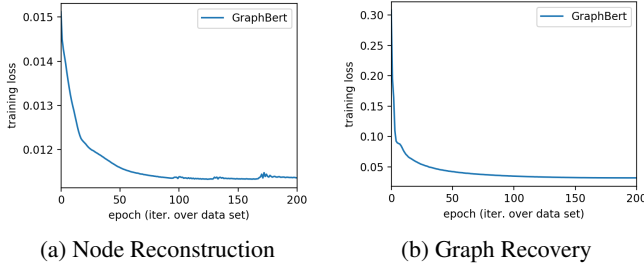 0.015
0.014
0.013
0.012
training loss
GraphBert
0
50
100
150
200
epoch (iter. over data set)
(a) Node Reconstruction
0.30
0.25
0.20
0.15
0.10
0.05
training loss
GraphBert
0
50
100
150
200
epoch (iter. over data set)
(b) Graph Recovery